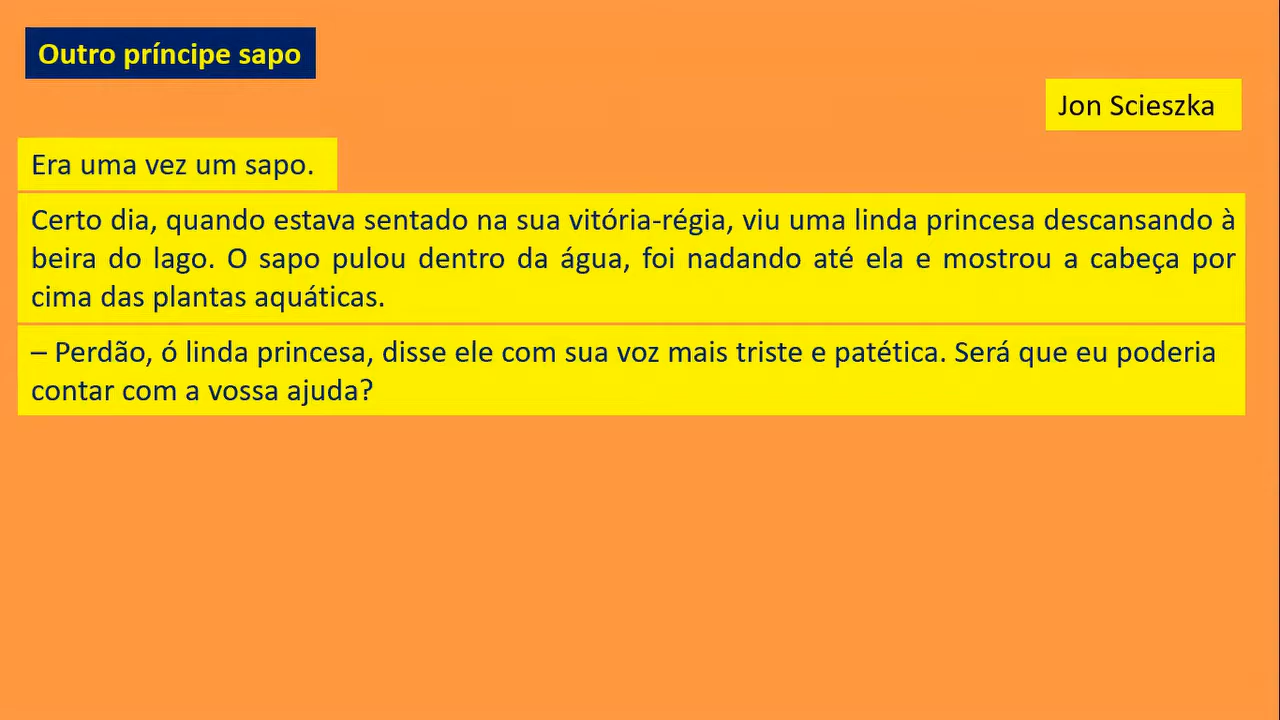 Outro príncipe sapo
Jon Scieszka
Era uma vez um sapo.
Certo dia, quando estava sentado na sua vitória-régia, viu uma linda princesa descansando à
beira do lago. O sapo pulou dentro da água, foi nadando até ela e mostrou a cabeça por
cima das plantas aquáticas.
– Perdão, ó linda princesa, disse ele com sua voz mais triste e patética. Será que eu poderia
contar com a vossa ajuda?